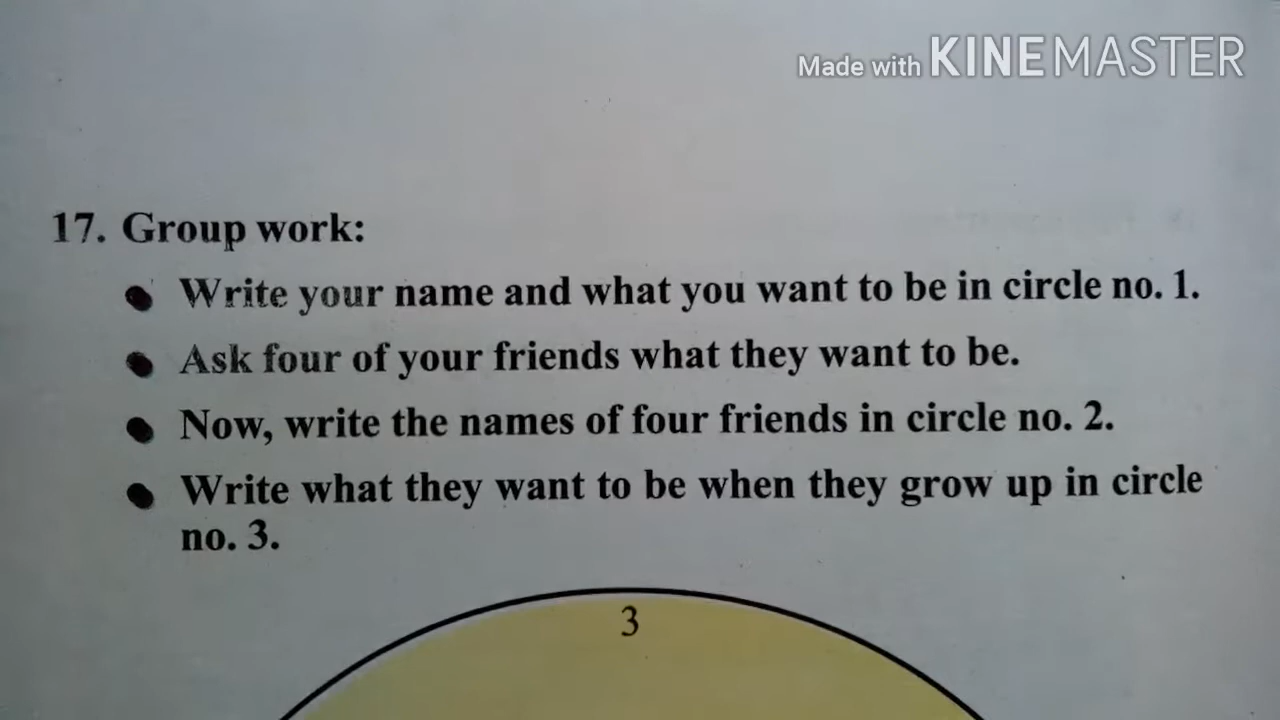 Made with KINEMASTER
17. Group work:
● Write your name and what you want to be in circle no. 1.
● Ask four of your friends what they want to be.
● Now, write the names of four friends in circle no. 2.
● Write what they want to be when they grow up in circle
no. 3.
3